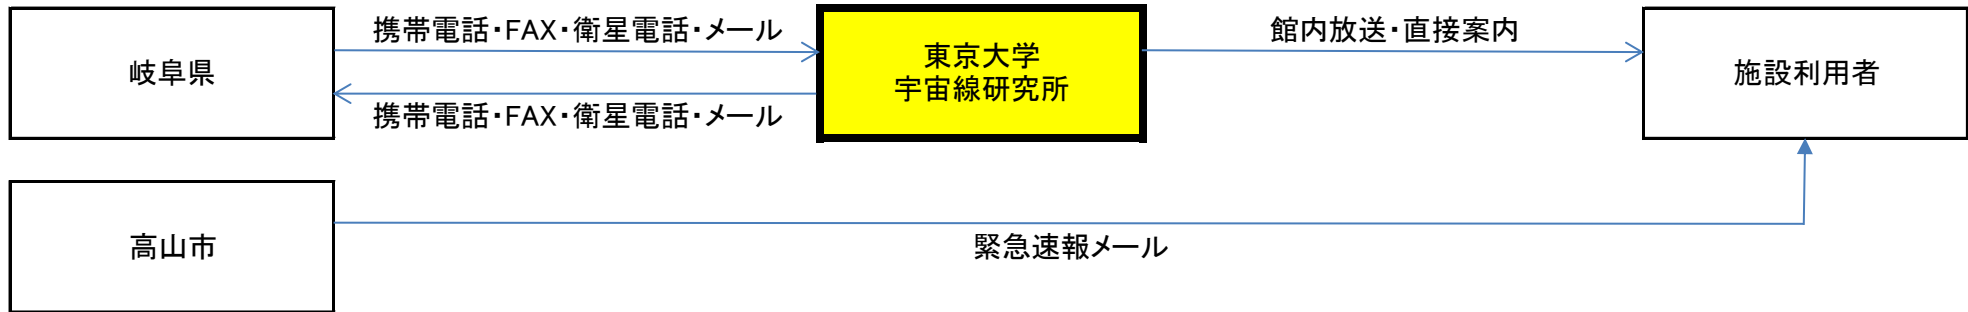 携帯電話・FAX・衛星電話・メール
館内放送・直接案内
岐阜県
東京大学
宇宙線研究所
施設利用者
携帯電話・FAX・衛星電話・メール
高山市
緊急速報メール